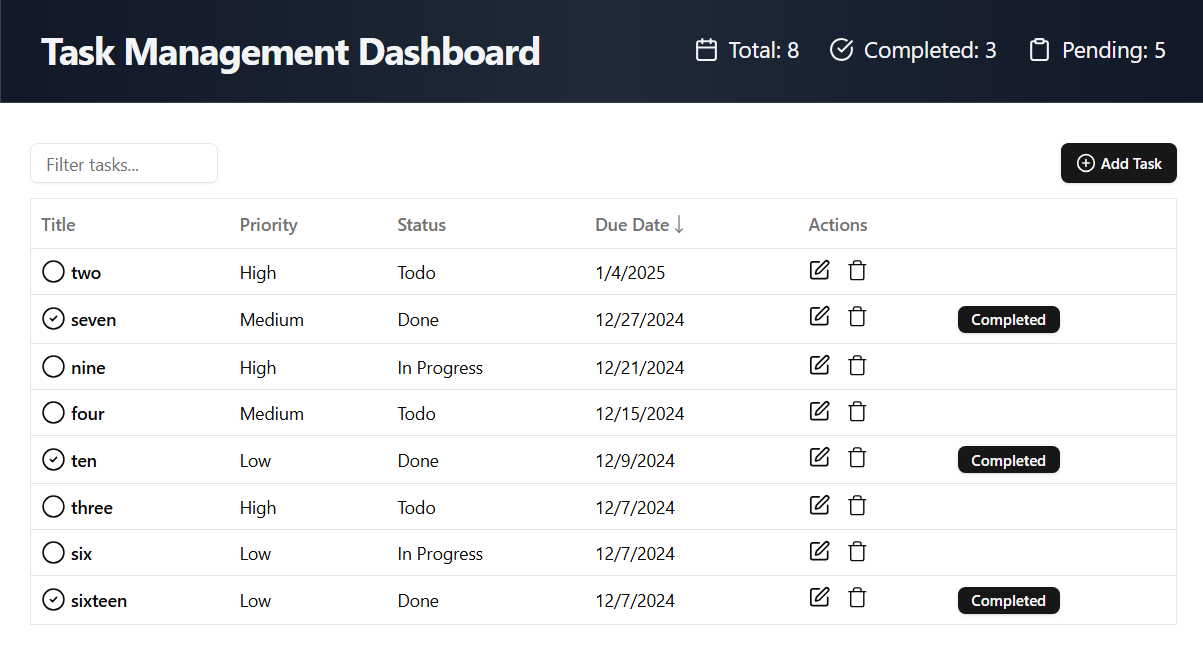 Task Management Dashboard Total: 8 Completed: 3 Pending: 5
Filter tasks... Add Task
Title Priority Status Due Date↓ Actions
two High Todo 1/4/2025
seven Medium Done 12/27/2024 Completed
nine High In Progress 12/21/2024
four Medium Todo 12/15/2024
ten Low Done 12/9/2024 Completed
three High Todo 12/7/2024
six Low In Progress 12/7/2024
sixteen Low Done 12/7/2024 Completed